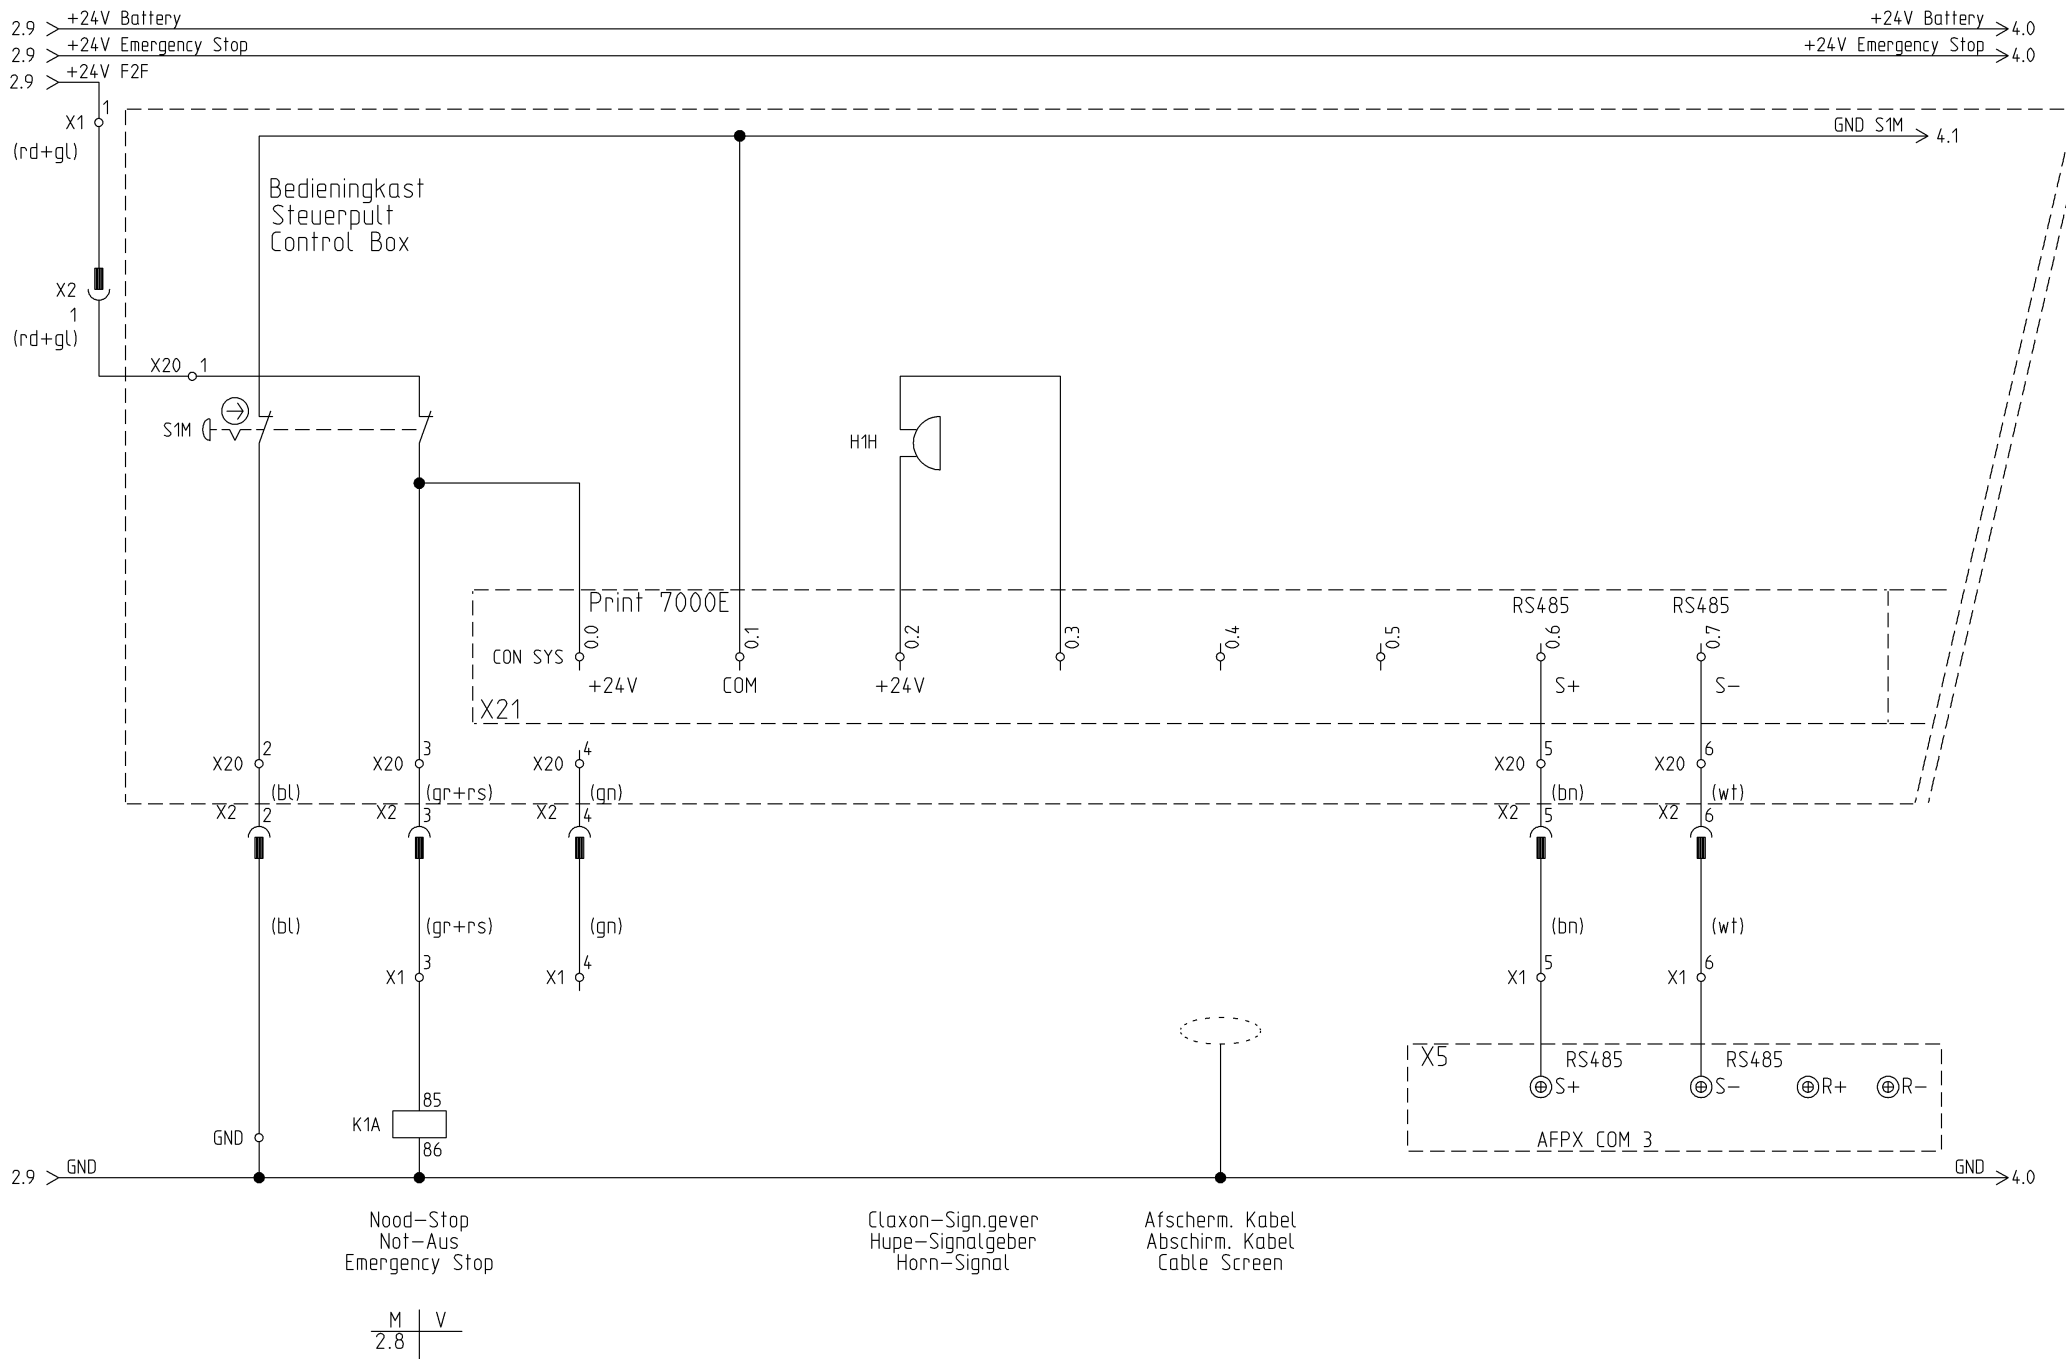 2.9 +24V Battery +24V Battery 4.0
2.9 +24V Emergency Stop +24V Emergency Stop 4.0
2.9 +24V F2F
1
X1
(rd+gl)
GND S1M 4.1
Bedieningkast
Steuerpult
Control Box
X2
1
(rd+gl)
X20 1
S1M
H1H
Print 7000E RS485 RS485
0.0 0.1 0.2 0.3 0.4 0.5 0.6 0.7
CON SYS
+24V COM +24V S+ S-
X21
2 3 4 5 6
X20 X20 X20 X20 X20
(bl) (gr+rs) (gn) (bn) (wt)
X2 2 X2 3 X2 4 X2 5 X2 6
(bl) (gr+rs) (gn) (bn) (wt)
3 4 5 6
X1 X1 X1 X1
X5 RS485 RS485
S+ S- R+ R-
85
K1A
86
GND
AFPX COM 3
2.9 GND GND 4.0
Nood-Stop Claxon-Sign.gever Afscherm. Kabel
Not-Aus Hupe-Signalgeber Abschirm. Kabel
Emergency Stop Horn-Signal Cable Screen
M V
2.8